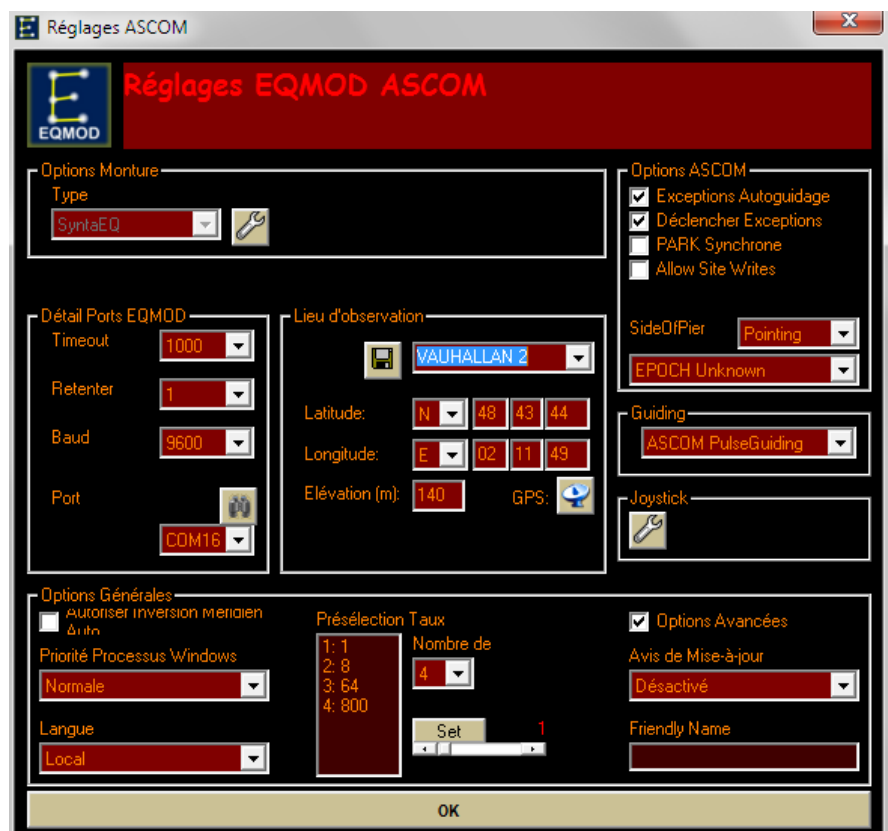 Réglages ASCOM
x
EQMOD
Réglages EQMOD ASCOM
Options Monture
Type
SyntaEQ
Options ASCOM
Exceptions Autoguidage
Déclencher Exceptions
PARK Synchrone
Allow Site Writes
SideOfPier
Pointing
EPOCH Unknown
Détail Ports EQMOD
Timeout
1000
Retenter
1
Baud
9600
Port
COM16
Lieu d'observation
VAUHALLAN 2
Latitude:
N 48 43 44
Longitude:
E 02 11 49
Elévation (m):
140
GPS:
Guiding
ASCOM PulseGuiding
Joystick
Options Générales
Autoriser Inversion Méridien
Auto
Priorité Processus Windows
Normale
Langue
Local
Présélection Taux
1: 1
2: 8
3: 64
4: 800
Nombre de
4
Set
1
Options Avancées
Avis de Mise-à-jour
Désactivé
Friendly Name
OK